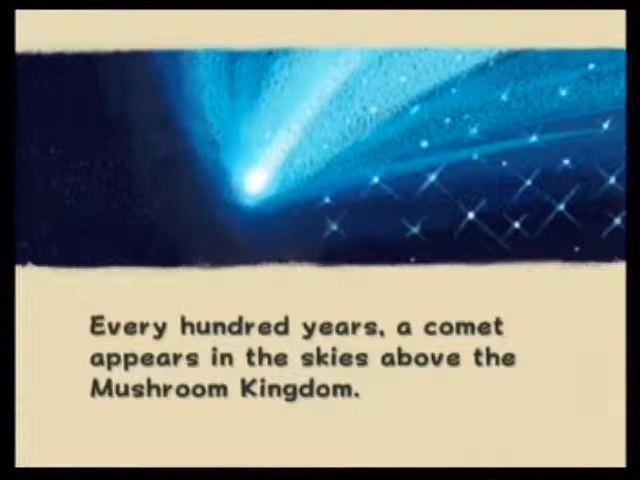 Every hundred years, a comet
appears in the skies above the
Mushroom Kingdom.